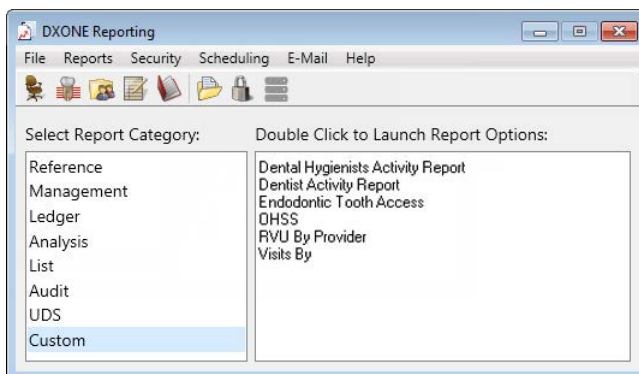 DXONE Reporting
File Reports Security Scheduling E-Mail Help
Select Report Category:
Double Click to Launch Report Options:
Reference
Management
Ledger
Analysis
List
Audit
UDS
Custom
Dental Hygienists Activity Report
Dentist Activity Report
Endodontic Tooth Access
OHSS
RVU By Provider
Visits By